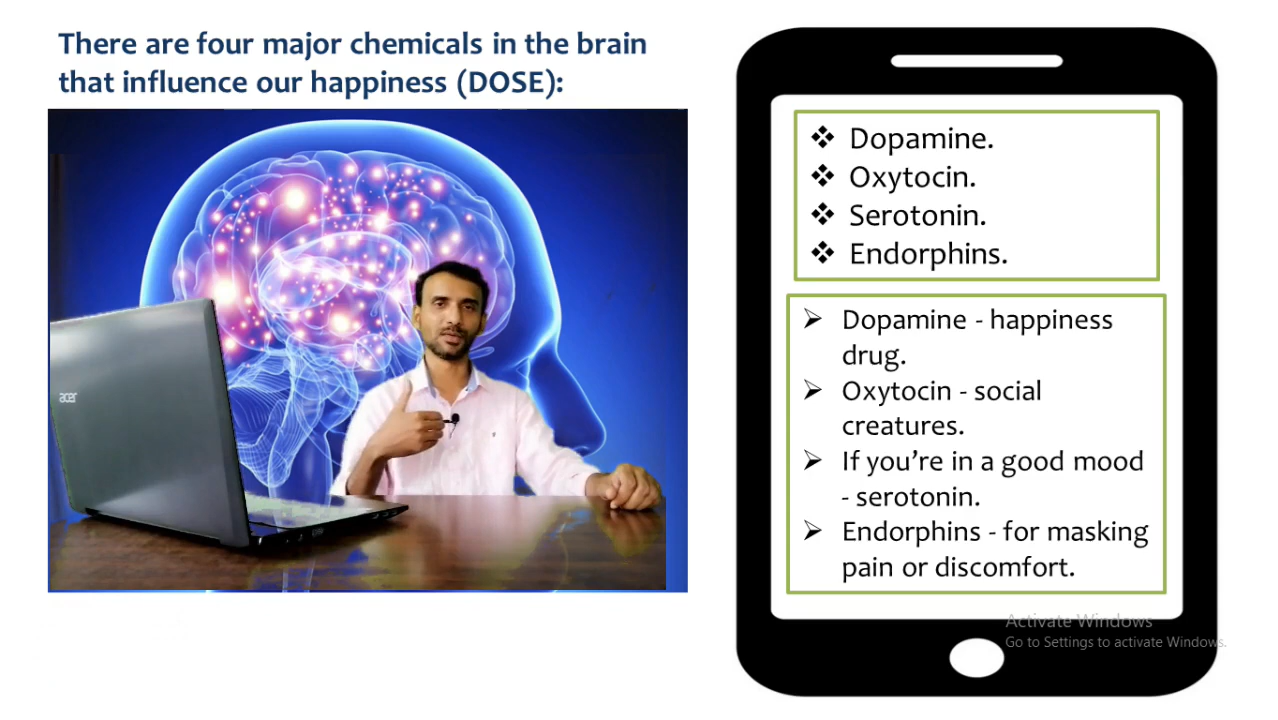 There are four major chemicals in the brain
that influence our happiness (DOSE):
acer
❖ Dopamine.
❖ Oxytocin.
❖ Serotonin.
❖ Endorphins.
➢ Dopamine - happiness
drug.
➢ Oxytocin - social
creatures.
➢ If you’re in a good mood
- serotonin.
➢ Endorphins - for masking
pain or discomfort.
Activate Windows
Go to Settings to activate Windows.